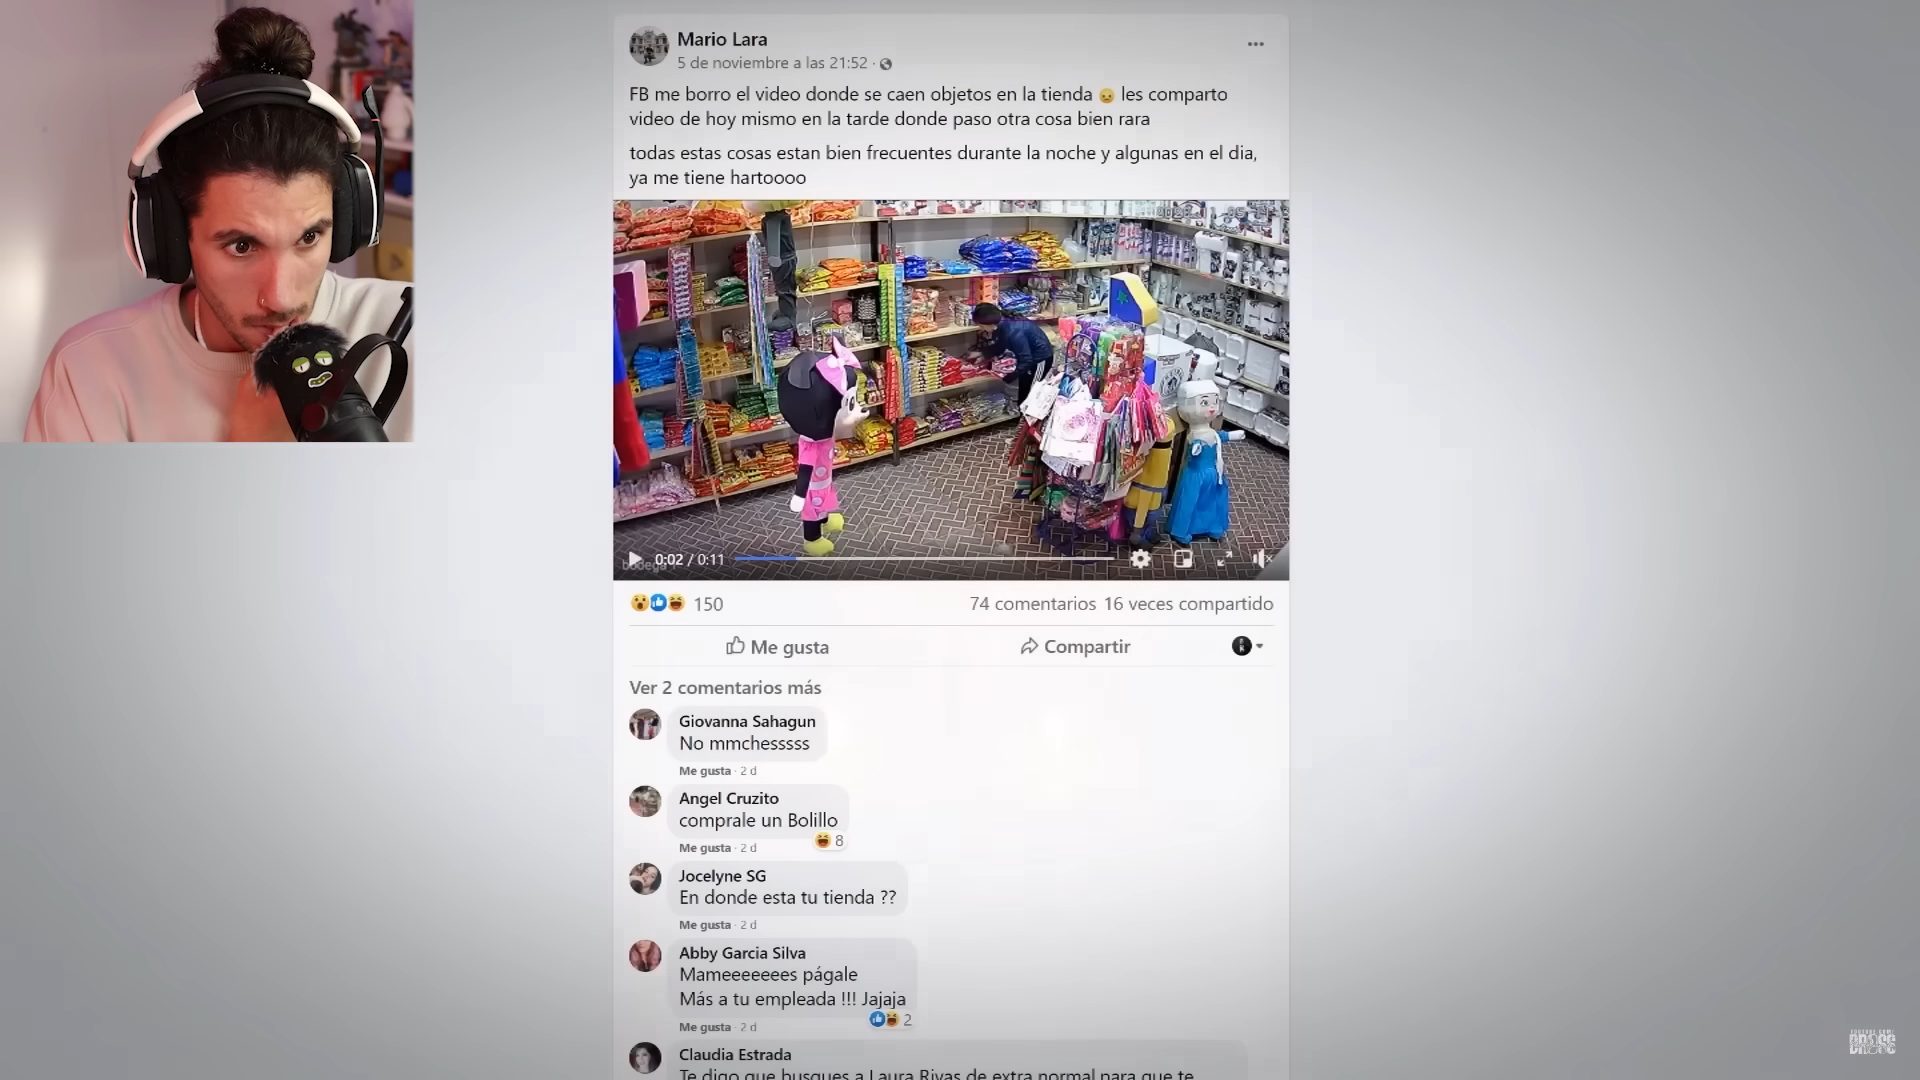 Mario Lara
5 de noviembre a las 21:52 ·
FB me borro el video donde se caen objetos en la tienda 😠 les comparto
video de hoy mismo en la tarde donde paso otra cosa bien rara
todas estas cosas estan bien frecuentes durante la noche y algunas en el dia,
ya me tiene hartoooo
0:02 / 0:11
bodega
150
74 comentarios 16 veces compartido
Me gusta
Compartir
Ver 2 comentarios más
Giovanna Sahagun
No mmchesssss
Me gusta · 2 d
Angel Cruzito
comprale un Bolillo
8
Me gusta · 2 d
Jocelyne SG
En donde esta tu tienda ??
Me gusta · 2 d
Abby Garcia Silva
Mameeeeeees págale
Más a tu empleada !!! Jajaja
2
Me gusta · 2 d
Claudia Estrada
Te digo que busques a Laura Rivas de extra normal para que te